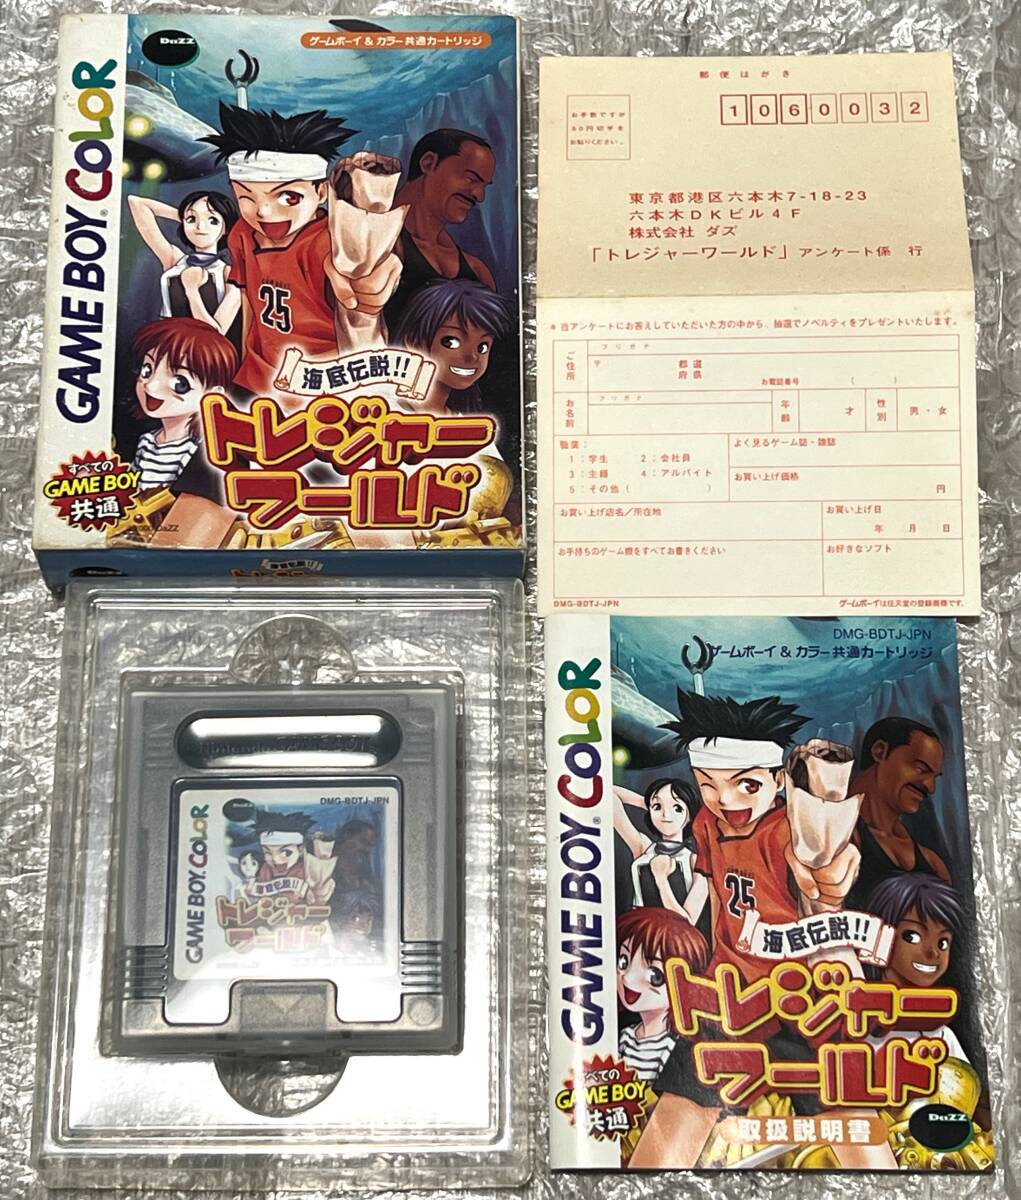 DaZZ
ゲームボーイ & カラー共通カートリッジ
GAME BOY COLOR
25
海底伝説!!
トレジャー
ワールド
すべての
GAME BOY
共通
DaZZ
海底伝説!!
郵便はがき
お手数ですが
50円切手を
お貼りください。
1060032
東京都港区六本木7-18-23
六本木DKビル4F
株式会社 ダズ
「トレジャーワールド」アンケート係 行
＊当アンケートにお答えしていただいた方の中から、抽選でノベルティをプレゼントいたします。
ご住所
フリガナ
〒
都道
府県
お電話番号 ( )
お名前
フリガナ
年齢
才
性別
男・女
職業：
1：学生 2：会社員
3：主婦 4：アルバイト
5：その他 ( )
よく見るゲーム誌・雑誌
お買い上げ価格
円
お買い上げ店名／所在地
お買い上げ日
年 月 日
お手持ちのゲーム機をすべてお書きください
お好きなソフト
DMG-BDTJ-JPN
ゲームボーイは任天堂の登録商標です。
Nintendo GAME BOY
DaZZ
DMG-BDTJ-JPN
GAME BOY COLOR
海底伝説!!
トレジャー
ワールド
DMG-BDTJ-JPN
ゲームボーイ & カラー共通カートリッジ
GAME BOY COLOR
25
海底伝説!!
トレジャー
ワールド
すべての
GAME BOY
共通
DaZZ
取扱説明書